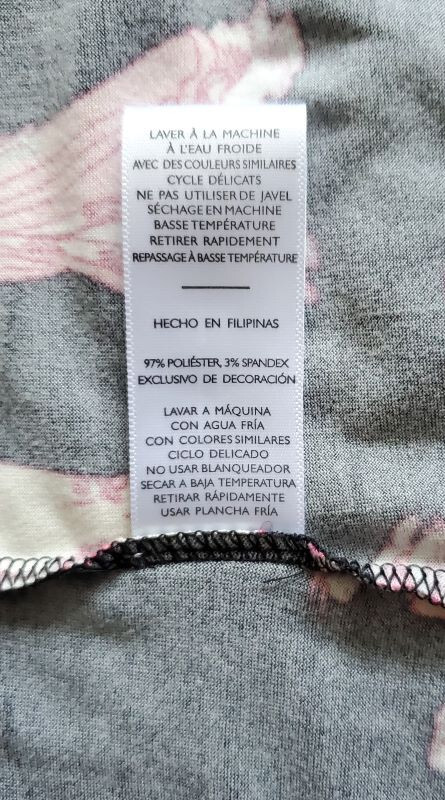 LAVER À LA MACHINE
À L'EAU FROIDE
AVEC DES COULEURS SIMILAIRES
CYCLE DÉLICATS
NE PAS UTILISER DE JAVEL
SÉCHAGE EN MACHINE
BASSE TEMPÉRATURE
RETIRER RAPIDEMENT
REPASSAGE À BASSE TEMPÉRATURE
HECHO EN FILIPINAS
97% POLIÉSTER, 3% SPANDEX
EXCLUSIVO DE DECORACIÓN
LAVAR A MÁQUINA
CON AGUA FRÍA
CON COLORES SIMILARES
CICLO DELICADO
NO USAR BLANQUEADOR
SECAR A BAJA TEMPERATURA
RETIRAR RÁPIDAMENTE
USAR PLANCHA FRÍA